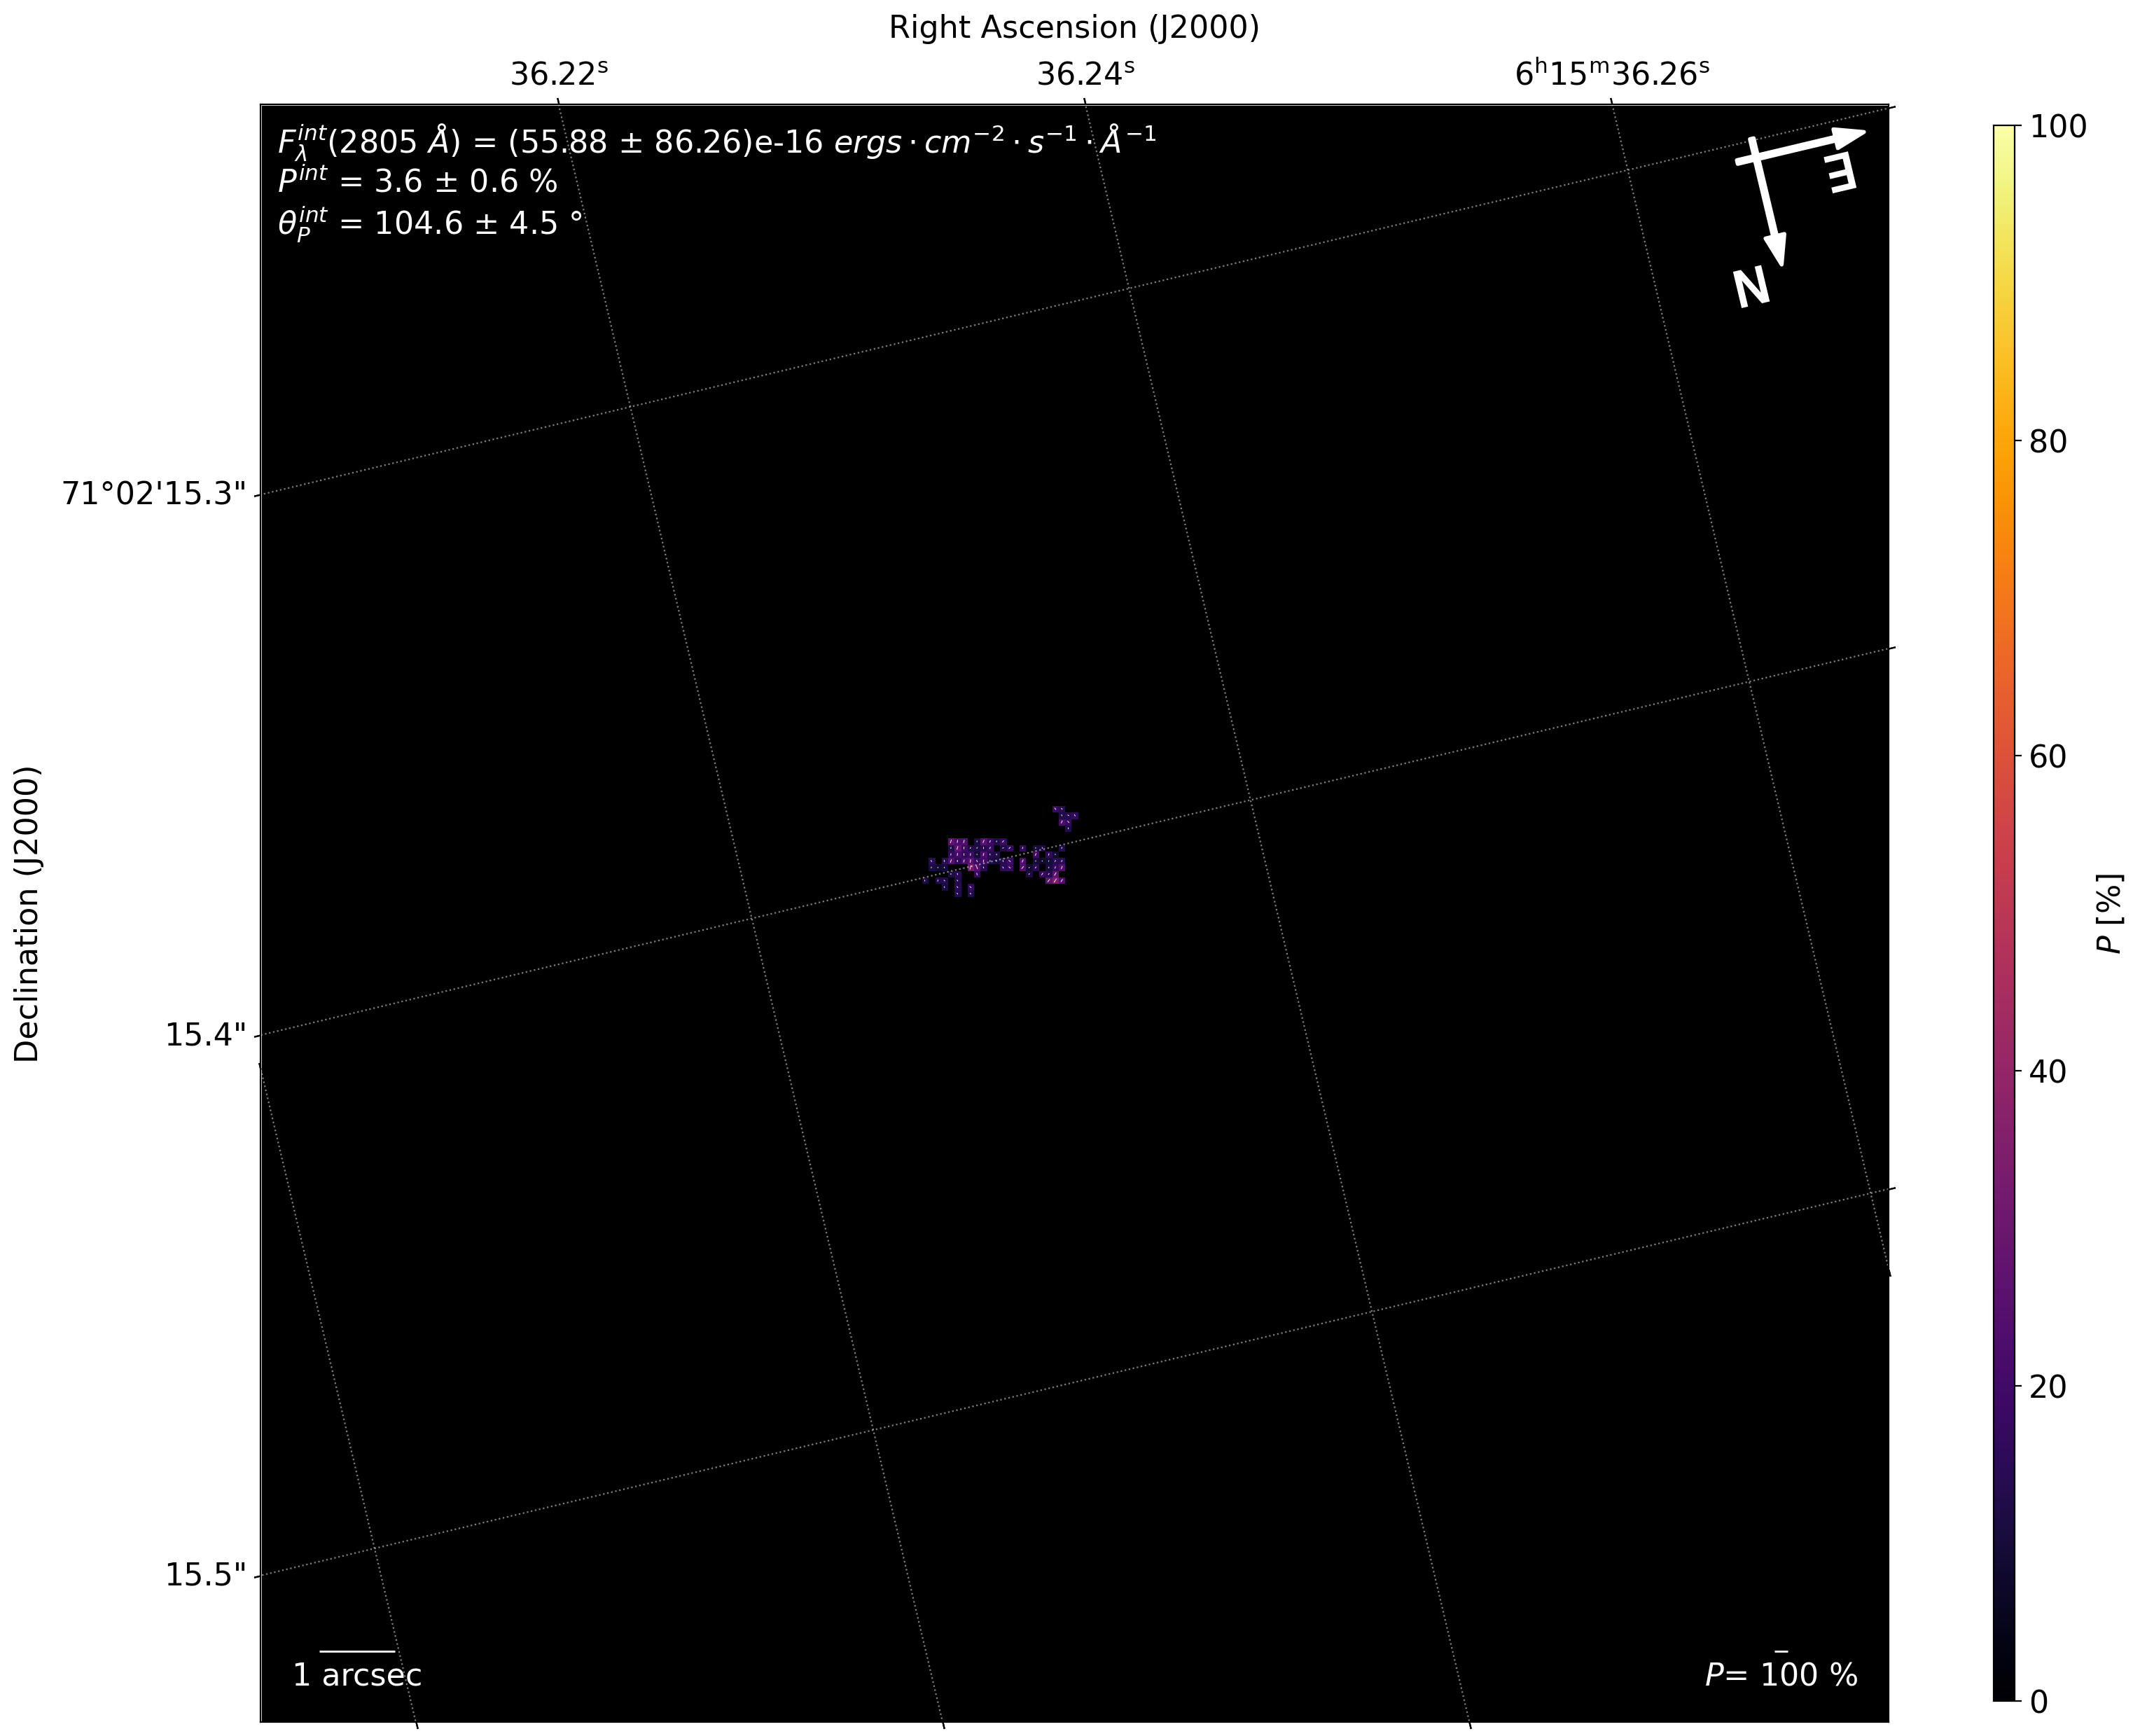 Right Ascension (J2000)
36.22ˢ 36.24ˢ 6ʰ15ᵐ36.26ˢ
F_λ^int(2805 Å) = (55.88 ± 86.26)e-16 ergs · cm⁻² · s⁻¹ · Å⁻¹
P^int = 3.6 ± 0.6 %
θ_P^int = 104.6 ± 4.5 °
E
N
71°02'15.3"
15.4"
15.5"
Declination (J2000)
1 arcsec
P= 100 %
100
80
60
40
20
0
P [%]